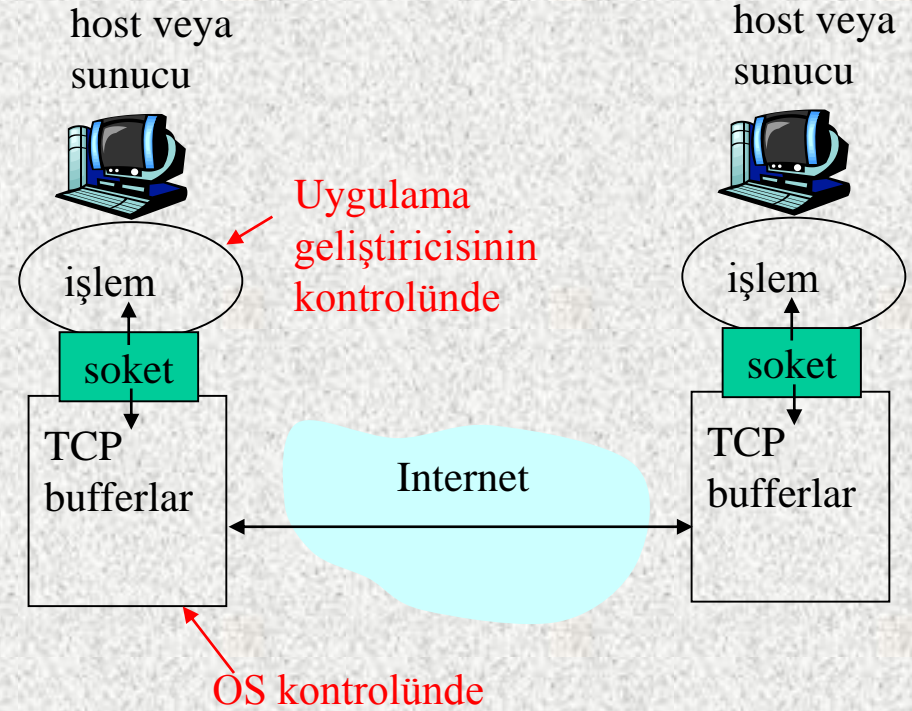 host veya
sunucu
host veya
sunucu
Uygulama
geliştiricisinin
kontrolünde
işlem
işlem
soket
soket
TCP
bufferlar
Internet
TCP
bufferlar
OS kontrolünde